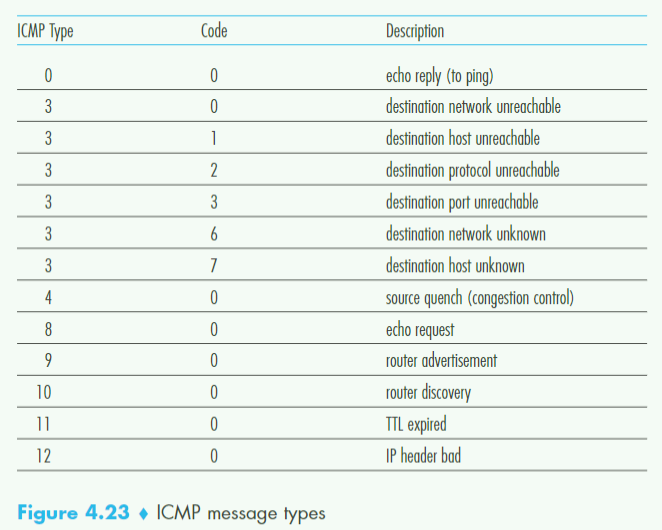 ICMP Type Code Description
0 0 echo reply (to ping)
3 0 destination network unreachable
3 1 destination host unreachable
3 2 destination protocol unreachable
3 3 destination port unreachable
3 6 destination network unknown
3 7 destination host unknown
4 0 source quench (congestion control)
8 0 echo request
9 0 router advertisement
10 0 router discovery
11 0 TTL expired
12 0 IP header bad
Figure 4.23 ♦ ICMP message types